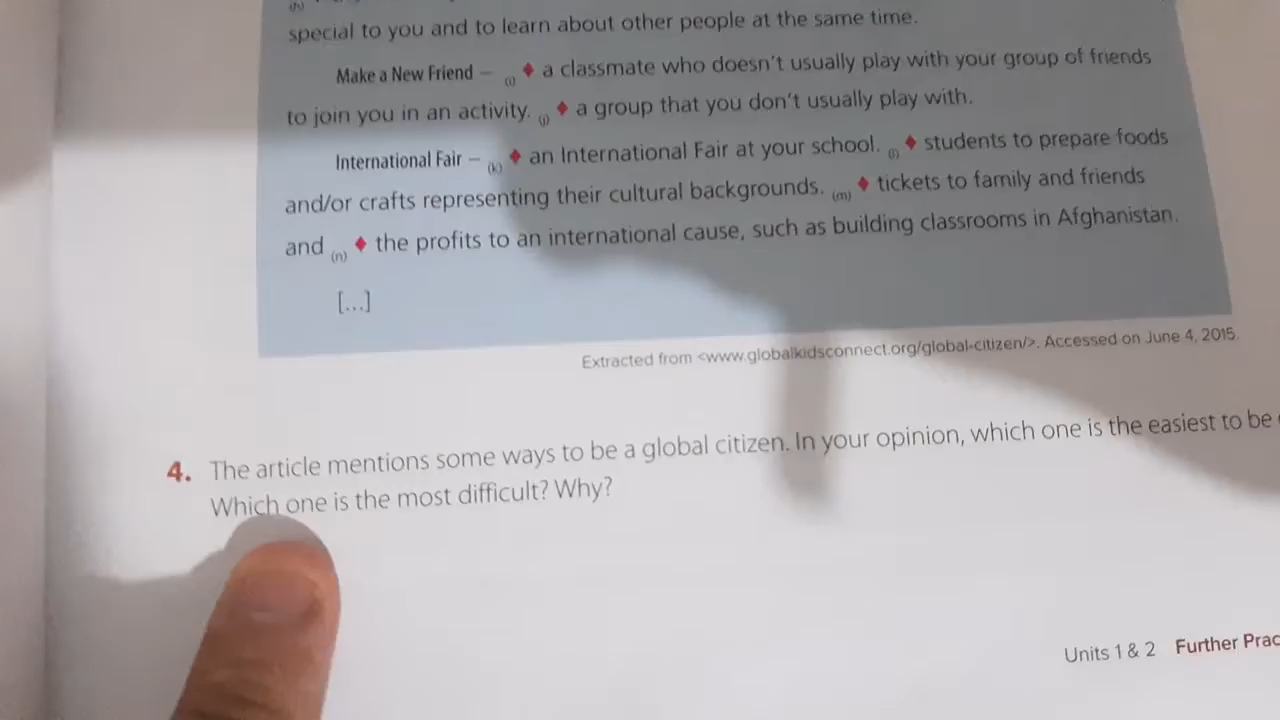 special to you and to learn about other people at the same time.
Make a New Friend – (i) ♦ a classmate who doesn't usually play with your group of friends
to join you in an activity. (j) ♦ a group that you don't usually play with.
International Fair – (k) ♦ an International Fair at your school. (l) ♦ students to prepare foods
and/or crafts representing their cultural backgrounds. (m) ♦ tickets to family and friends
and (n) ♦ the profits to an international cause, such as building classrooms in Afghanistan.
[...]
Extracted from <www.globalkidsconnect.org/global-citizen/>. Accessed on June 4, 2015.
4. The article mentions some ways to be a global citizen. In your opinion, which one is the easiest to be
Which one is the most difficult? Why?
Units 1 & 2 Further Prac